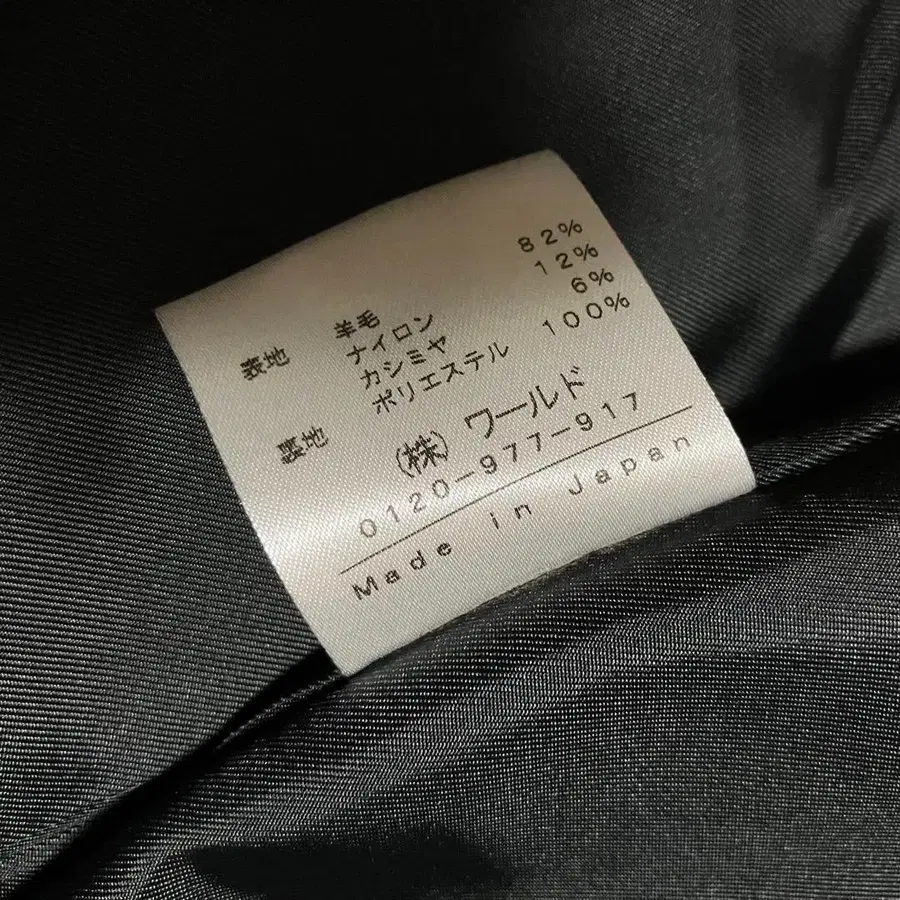 表地 羊毛 82%
ナイロン 12%
カシミヤ 6%
裏地 ポリエステル 100%
(株) ワールド
0120-977-917
Made in Japan